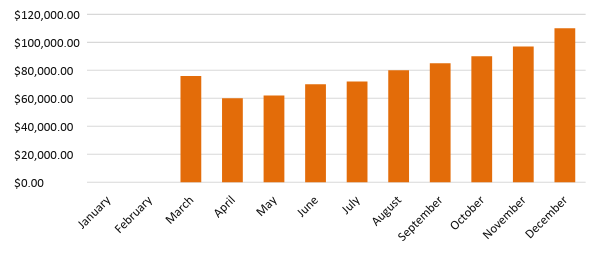 $120,000.00
$100,000.00
$80,000.00
$60,000.00
$40,000.00
$20,000.00
$0.00
January
February
March
April
May
June
July
August
September
October
November
December